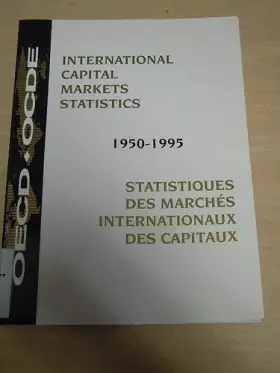 INTERNATIONAL
CAPITAL
MARKETS
STATISTICS
1950-1995
STATISTIQUES
DES MARCHÉS
INTERNATIONAUX
DES CAPITAUX
OECD OCDE